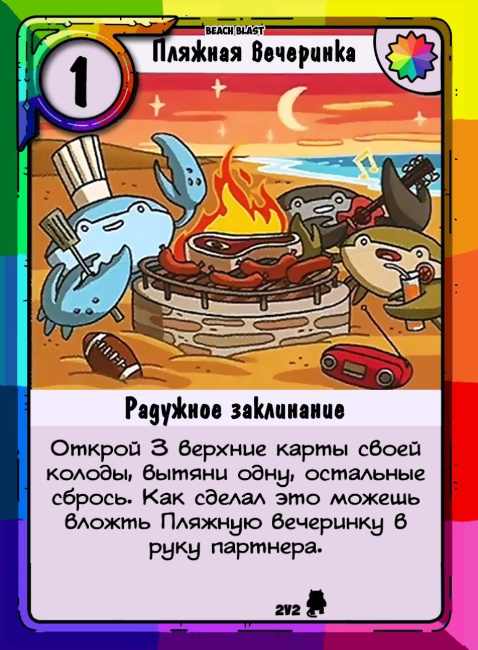 BEACH BLAST
Пляжная Вечеринка
1
Радужное заклинание
Открой 3 верхние карты своей
колоды, вытяни одну, остальные
сбрось. Как сделал это можешь
вложть Пляжную вечеринку в
руку партнера.
2V2